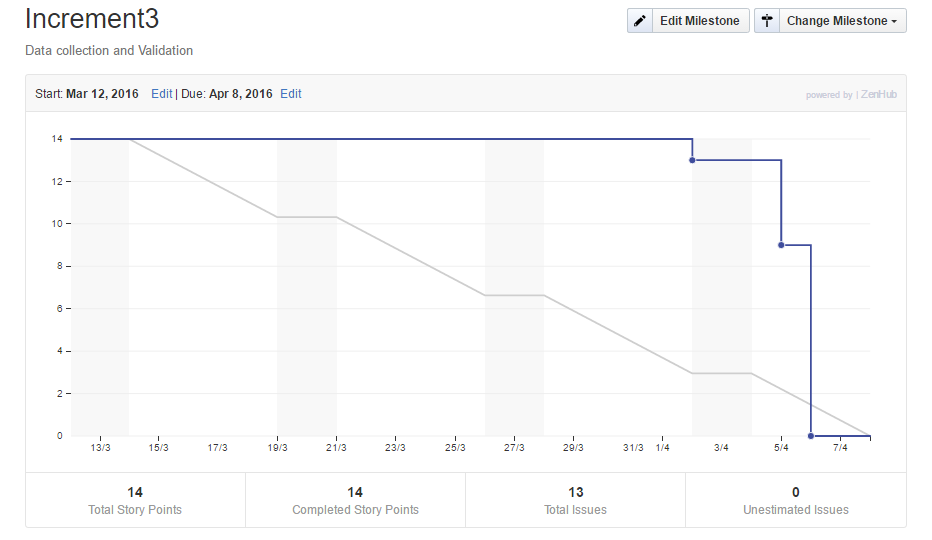 Increment3
Edit Milestone
Change Milestone
Data collection and Validation
Start: Mar 12, 2016 Edit | Due: Apr 8, 2016 Edit
powered by | ZenHub
14
12
10
8
6
4
2
0
13/3 15/3 17/3 19/3 21/3 23/3 25/3 27/3 29/3 31/3 1/4 3/4 5/4 7/4
14 14 13 0
Total Story Points Completed Story Points Total Issues Unestimated Issues